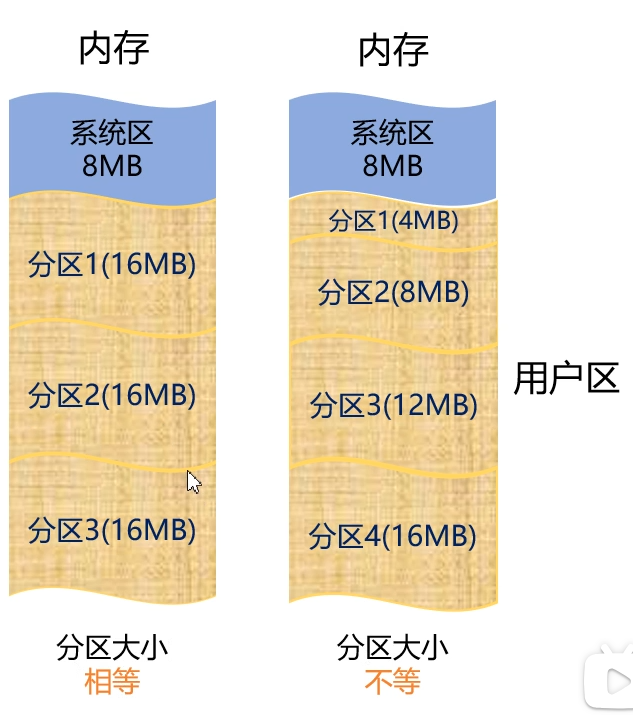 内存
系统区
8MB
分区1(16MB)
分区2(16MB)
分区3(16MB)
分区大小
相等
内存
系统区
8MB
分区1(4MB)
分区2(8MB)
分区3(12MB)
分区4(16MB)
分区大小
不等
用户区